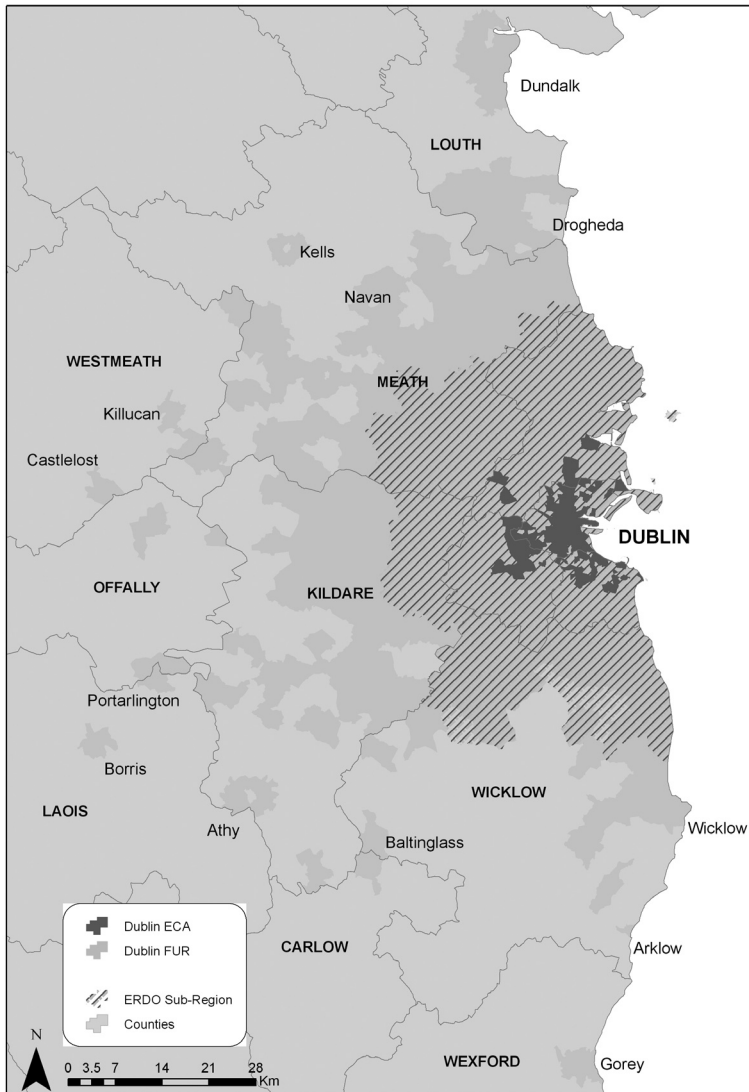 Dundalk
LOUTH
Drogheda
Kells
Navan
WESTMEATH
MEATH
Killucan
Castlelost
DUBLIN
OFFALLY
KILDARE
Portarlington
Borris
WICKLOW
LAOIS
Athy
Baltinglass
Wicklow
Dublin ECA
Dublin FUR
ERDO Sub-Region
Counties
CARLOW
Arklow
N
0 3.5 7 14 21 28
Km
WEXFORD
Gorey